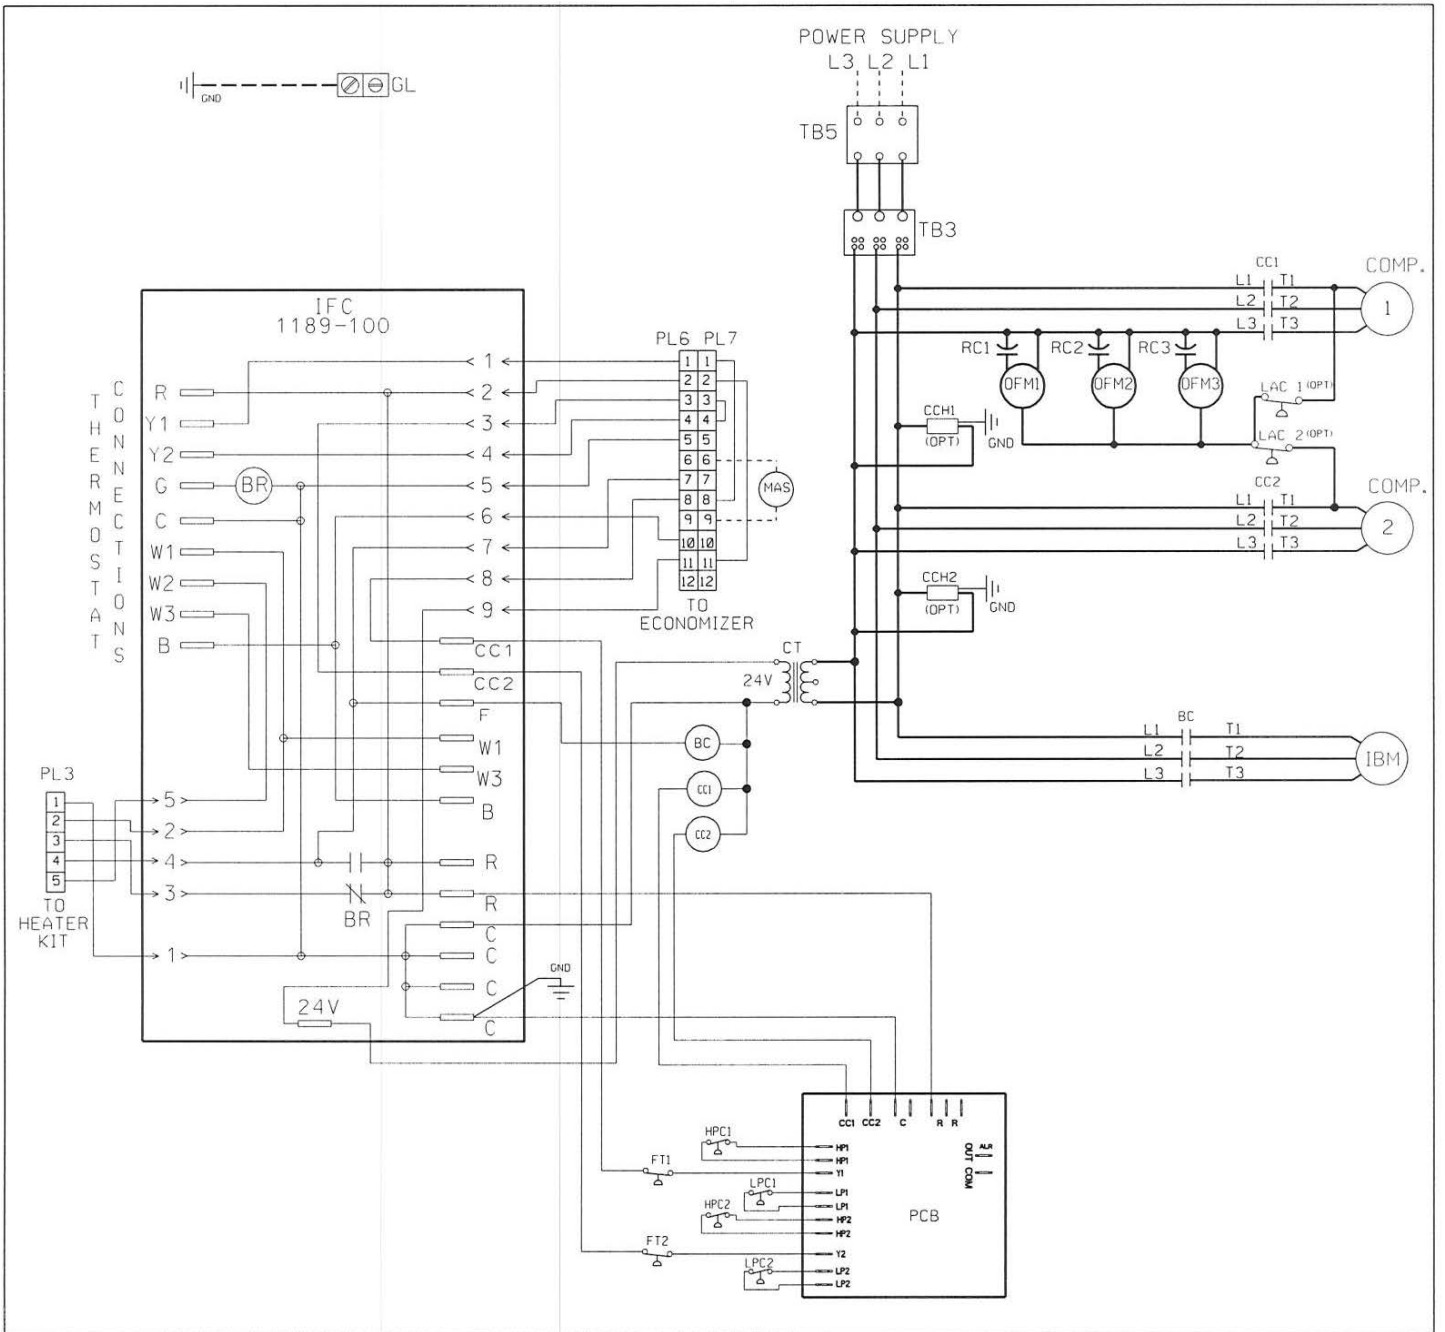 POWER SUPPLY
L3 L2 L1
GND
GL
TB5
TB3
CC1
COMP.
L1 T1
L2 T2
L3 T3
1
RC1 RC2 RC3
OFM1 OFM2 OFM3
LAC 1 (OPT)
LAC 2 (OPT)
CCH1
(OPT)
GND
CC2
COMP.
L1 T1
L2 T2
L3 T3
2
CCH2
(OPT)
GND
CT
24V
BC
L1 T1
L2 T2
L3 T3
IBM
BC
CC1
CC2
IFC
1189-100
THERMOSTAT
CONNECTIONS
R
Y1
Y2
G
BR
C
W1
W2
W3
B
1
2
3
4
5
6
7
8
9
CC1
CC2
F
W1
W3
B
R
R
C
C
C
C
5
2
4
3
1
BR
24V
GND
PL3
1
2
3
4
5
TO
HEATER
KIT
PL6 PL7
1 1
2 2
3 3
4 4
5 5
6 6
7 7
8 8
9 9
10 10
11 11
12 12
TO
ECONOMIZER
MAS
CC1 CC2 C R R
HPC1
HP1
HP1
FT1
Y1
LPC1
LP1
LP1
HPC2
HP2
HP2
FT2
Y2
LPC2
LP2
LP2
ALR
OUT COM
PCB